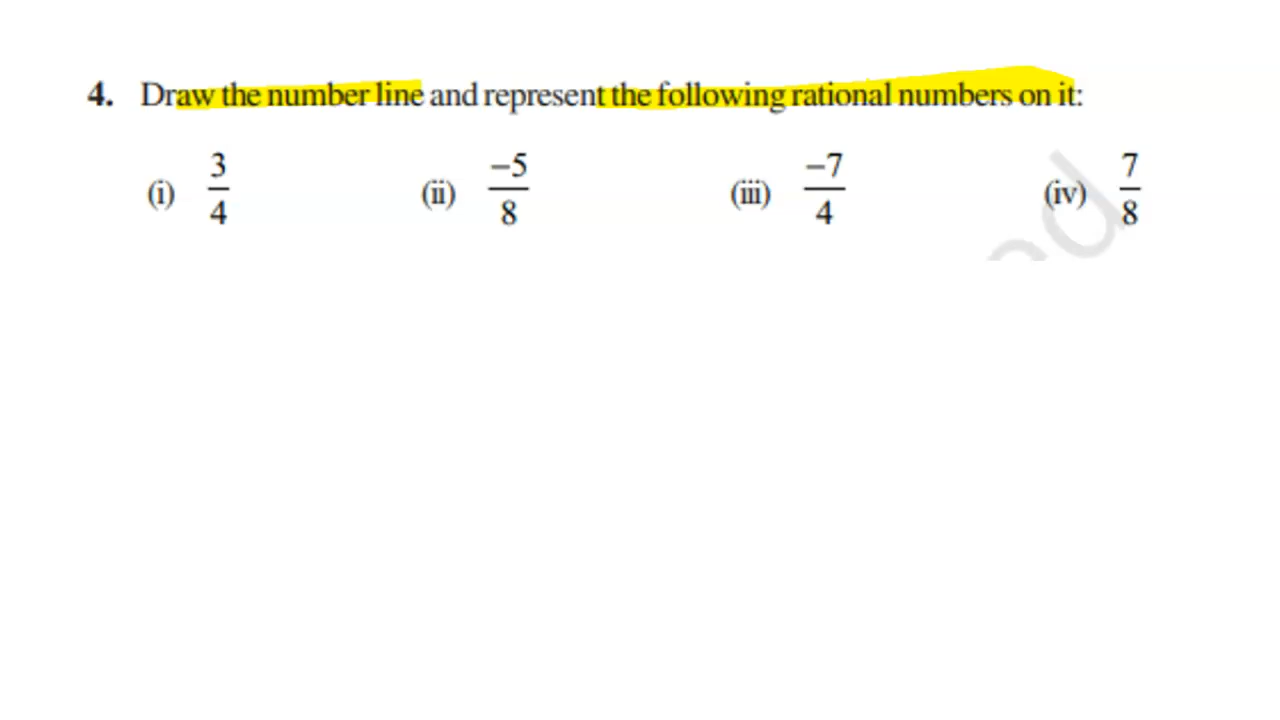 4. Draw the number line and represent the following rational numbers on it:
(i) 3/4 (ii) -5/8 (iii) -7/4 (iv) 7/8